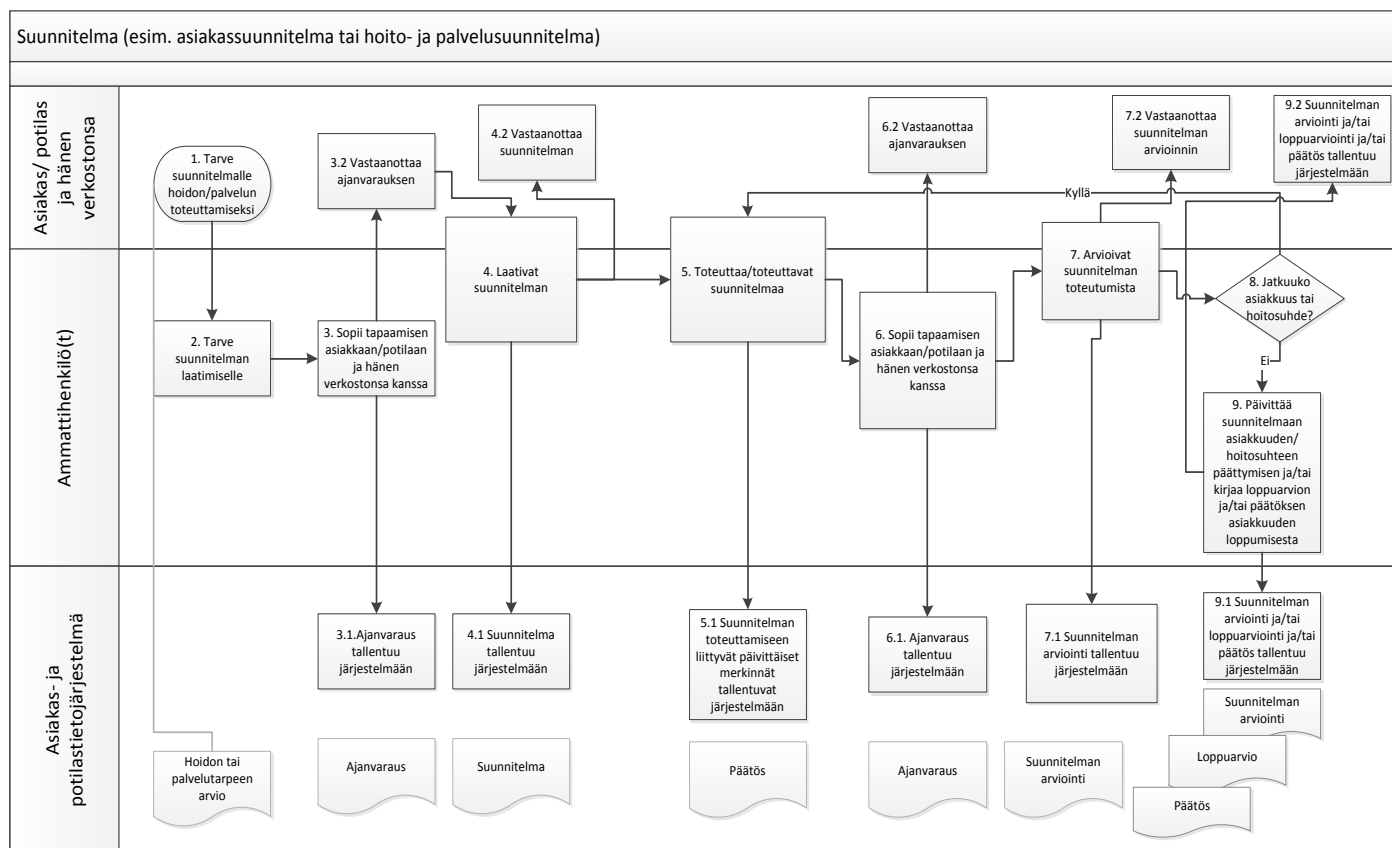 Suunnitelma (esim. asiakassuunnitelma tai hoito- ja palvelusuunnitelma)
Asiakas/ potilas
ja hänen
verkostonsa
1. Tarve
suunnitelmalle
hoidon/palvelun
toteuttamiseksi
3.2 Vastaanottaa
ajanvarauksen
4.2 Vastaanottaa
suunnitelman
6.2 Vastaanottaa
ajanvarauksen
7.2 Vastaanottaa
suunnitelman
arvioinnin
9.2 Suunnitelman
arviointi ja/tai
loppuarviointi ja/tai
päätös tallentuu
järjestelmään
Kyllä
Ammattihenkilö(t)
2. Tarve
suunnitelman
laatimiselle
3. Sopii tapaamisen
asiakkaan/potilaan
ja hänen
verkostonsa kanssa
4. Laativat
suunnitelman
5. Toteuttaa/toteuttavat
suunnitelmaa
6. Sopii tapaamisen
asiakkaan/potilaan ja
hänen verkostonsa
kanssa
7. Arvioivat
suunnitelman
toteutumista
8. Jatkuuko
asiakkuus tai
hoitosuhde?
Ei
9. Päivittää
suunnitelmaan
asiakkuuden/
hoitosuhteen
päättymisen ja/tai
kirjaa loppuarvion
ja/tai päätöksen
asiakkuuden
loppumisesta
Asiakas- ja
potilastietojärjestelmä
3.1.Ajanvaraus
tallentuu
järjestelmään
4.1 Suunnitelma
tallentuu
järjestelmään
5.1 Suunnitelman
toteuttamiseen
liittyvät päivittäiset
merkinnät
tallentuvat
järjestelmään
6.1. Ajanvaraus
tallentuu
järjestelmään
7.1 Suunnitelman
arviointi tallentuu
järjestelmään
9.1 Suunnitelman
arviointi ja/tai
loppuarviointi ja/tai
päätös tallentuu
järjestelmään
Hoidon tai
palvelutarpeen
arvio
Ajanvaraus
Suunnitelma
Päätös
Ajanvaraus
Suunnitelman
arviointi
Suunnitelman
arviointi
Loppuarvio
Päätös